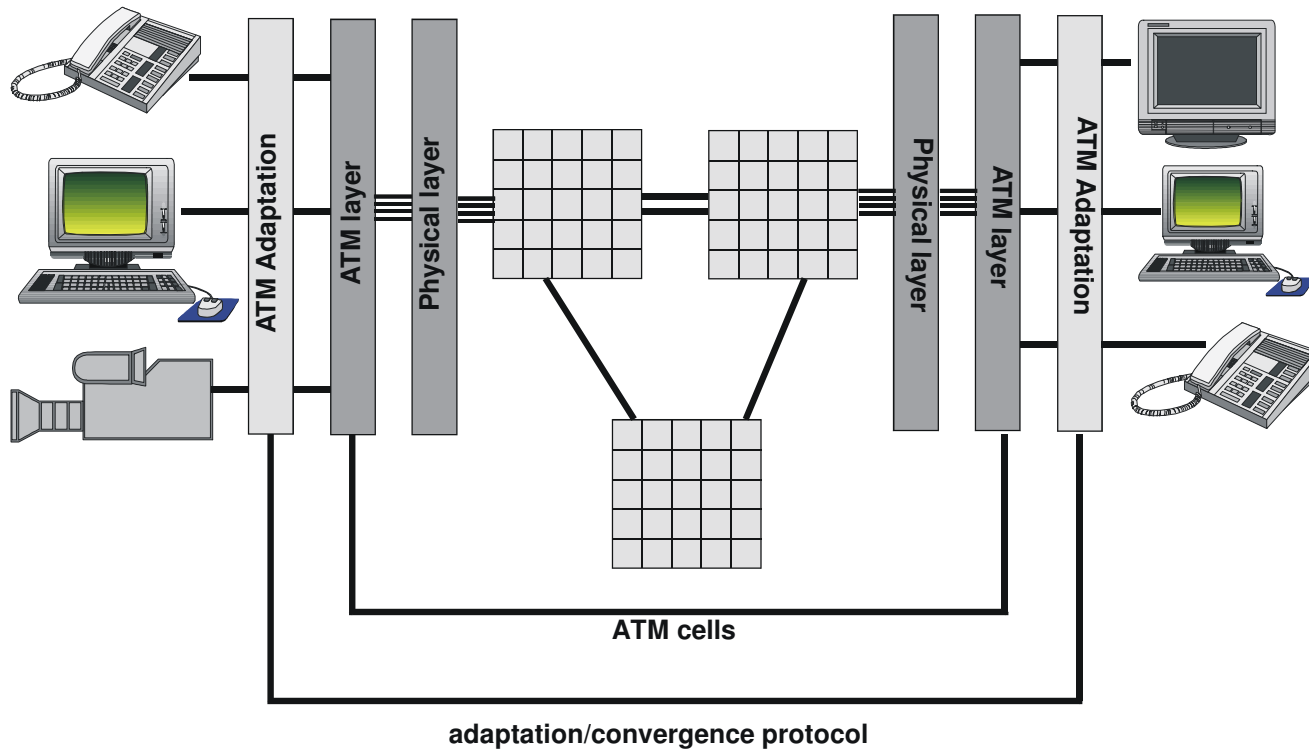 ATM Adaptation
ATM layer
Physical layer
Physical layer
ATM layer
ATM Adaptation
ATM cells
adaptation/convergence protocol